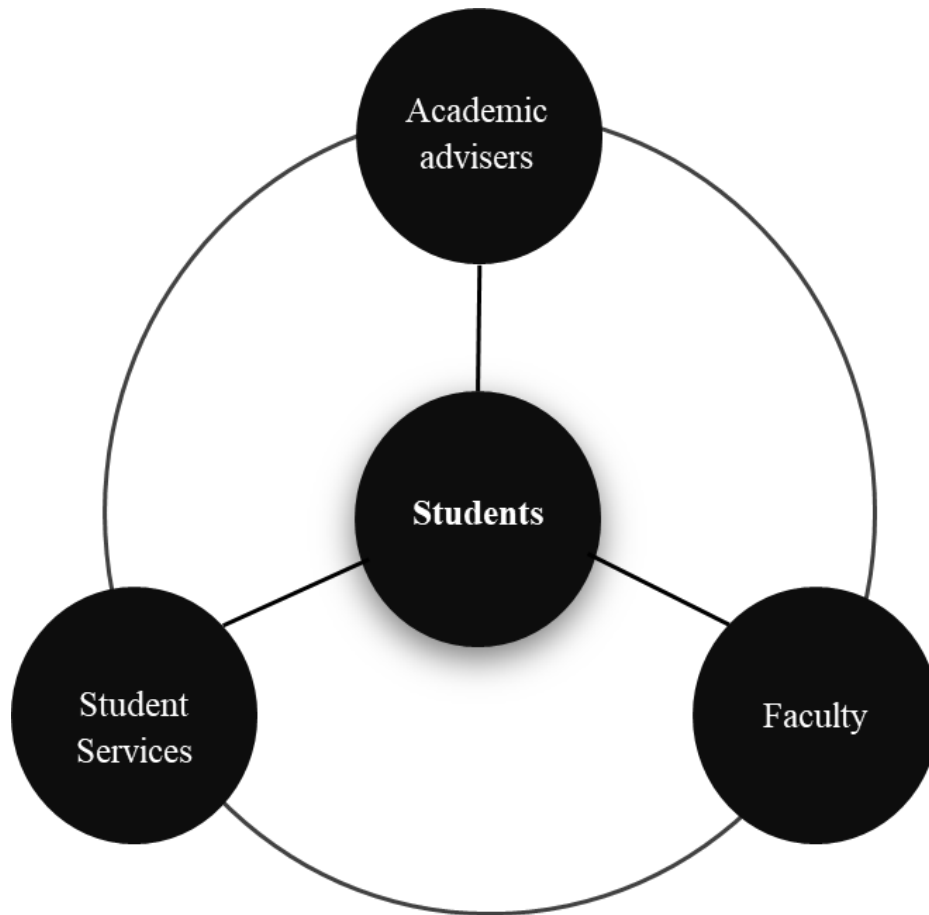 Academic
advisers
Students
Student
Services
Faculty